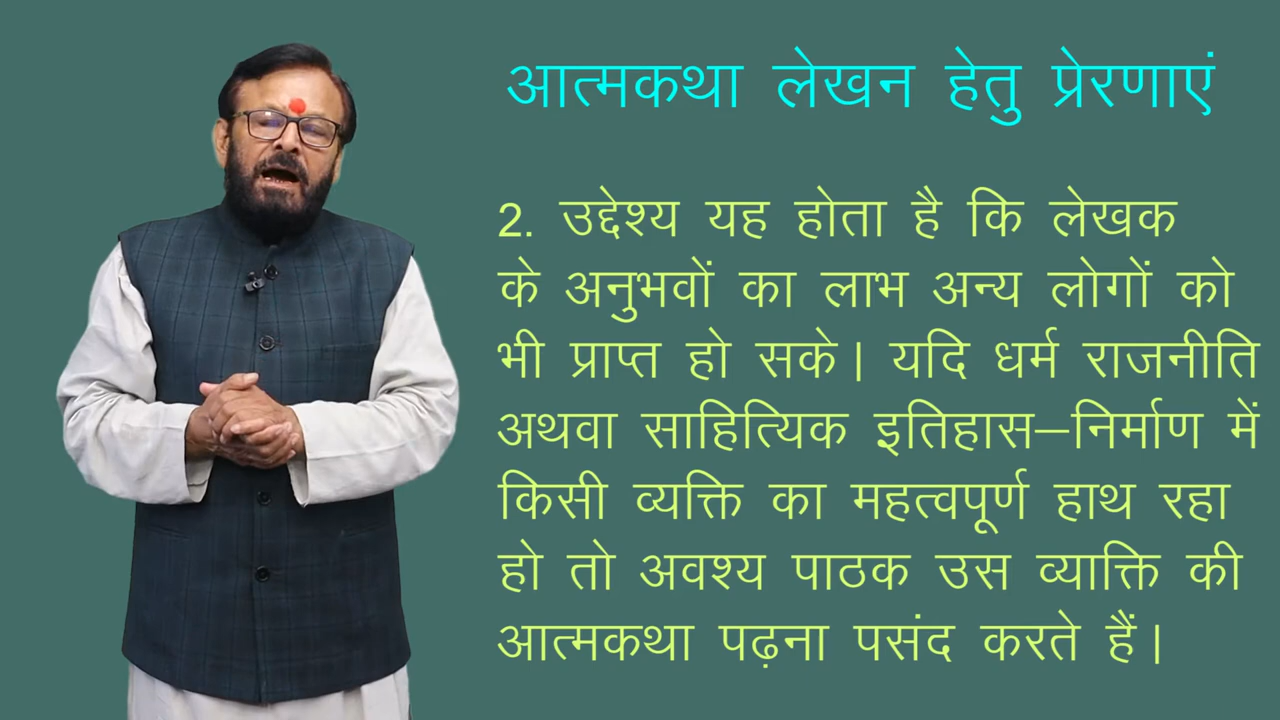 आत्मकथा लेखन हेतु प्रेरणाएं
2. उद्देश्य यह होता है कि लेखक
के अनुभवों का लाभ अन्य लोगों को
भी प्राप्त हो सके। यदि धर्म राजनीति
अथवा साहित्यिक इतिहास–निर्माण में
किसी व्यक्ति का महत्वपूर्ण हाथ रहा
हो तो अवश्य पाठक उस व्यक्ति की
आत्मकथा पढ़ना पसंद करते हैं।